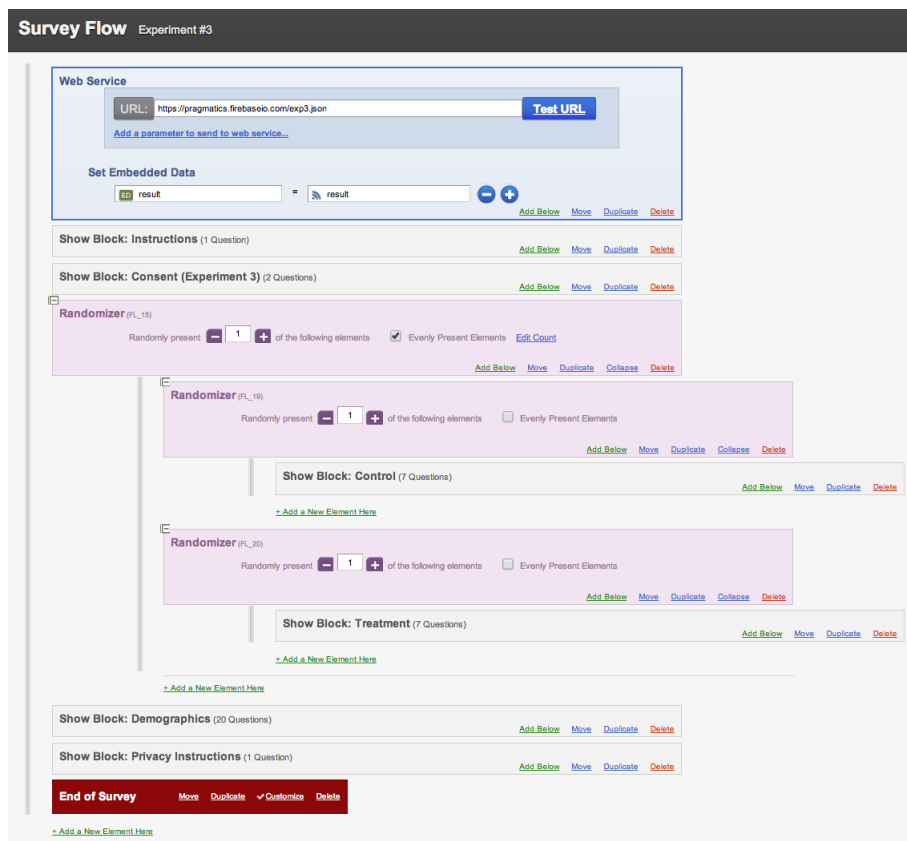 Survey Flow Experiment #3
Web Service
URL: https://pragmatics.firebaseio.com/exp3.json Test URL
Add a parameter to send to web service...
Set Embedded Data
ED result = result
Add Below Move Duplicate Delete
Show Block: Instructions (1 Question)
Add Below Move Duplicate Delete
Show Block: Consent (Experiment 3) (2 Questions)
Add Below Move Duplicate Delete
Randomizer (FL_15)
Randomly present 1 of the following elements Evenly Present Elements Edit Count
Add Below Move Duplicate Collapse Delete
Randomizer (FL_19)
Randomly present 1 of the following elements Evenly Present Elements
Add Below Move Duplicate Collapse Delete
Show Block: Control (7 Questions)
Add Below Move Duplicate Delete
+ Add a New Element Here
Randomizer (FL_20)
Randomly present 1 of the following elements Evenly Present Elements
Add Below Move Duplicate Collapse Delete
Show Block: Treatment (7 Questions)
Add Below Move Duplicate Delete
+ Add a New Element Here
+ Add a New Element Here
Show Block: Demographics (20 Questions)
Add Below Move Duplicate Delete
Show Block: Privacy Instructions (1 Question)
Add Below Move Duplicate Delete
End of Survey Move Duplicate Customize Delete
+ Add a New Element Here